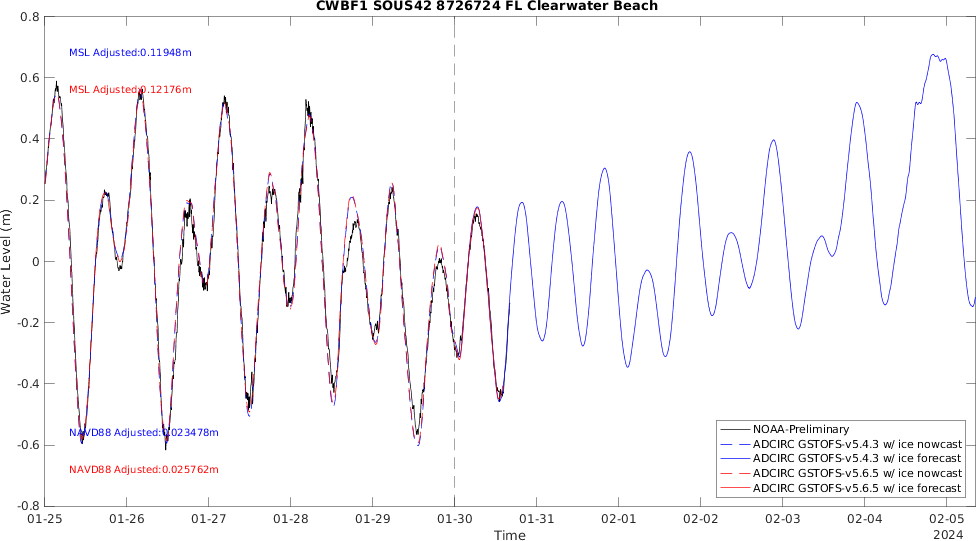 CWBF1 SOUS42 8726724 FL Clearwater Beach
0.8
0.6
0.4
0.2
0
-0.2
-0.4
-0.6
-0.8
Water Level (m)
MSL Adjusted:0.11948m
MSL Adjusted:0.12176m
NAVD88 Adjusted:0.023478m
NAVD88 Adjusted:0.025762m
NOAA-Preliminary
ADCIRC GSTOFS-v5.4.3 w/ ice nowcast
ADCIRC GSTOFS-v5.4.3 w/ ice forecast
ADCIRC GSTOFS-v5.6.5 w/ ice nowcast
ADCIRC GSTOFS-v5.6.5 w/ ice forecast
01-25 01-26 01-27 01-28 01-29 01-30 01-31 02-01 02-02 02-03 02-04 02-05
2024
Time